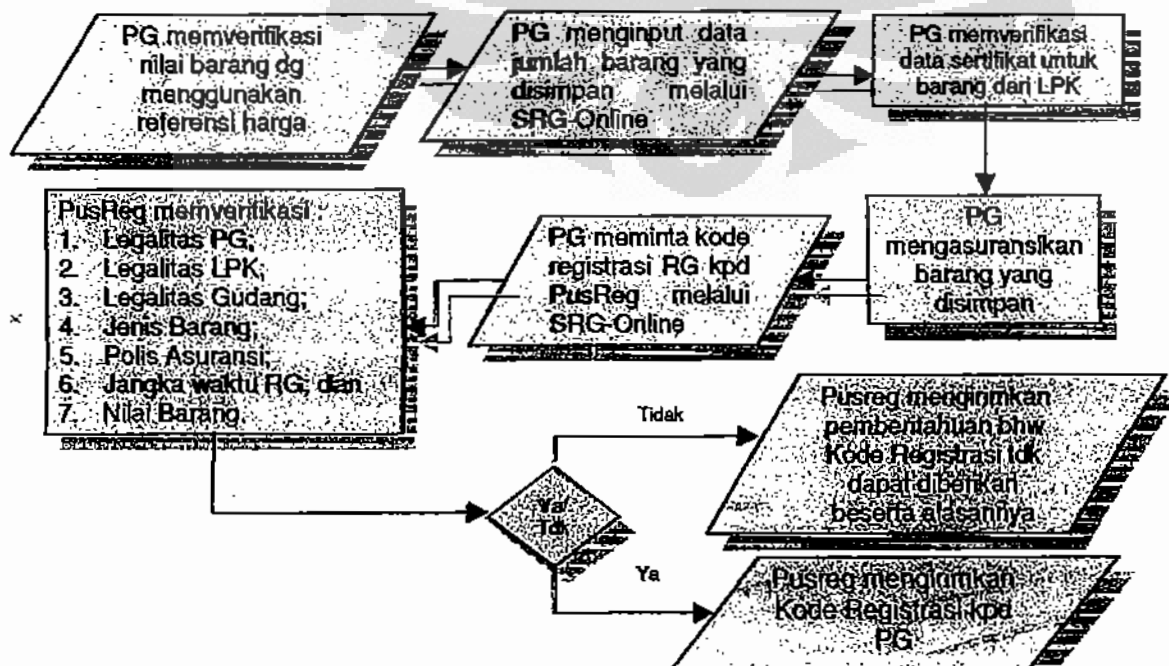 PG memverifikasi
nilai barang dg
menggunakan
referensi harga
PG menginput data
jumlah barang yang
disimpan melalui
SRG-Online
PG memverifikasi
data sertifikat untuk
barang dari LPK
PG
mengasuransikan
barang yang
disimpan
PG meminta kode
registrasi RG kpd
PusReg melalui
SRG-Online
PusReg memverifikasi :
1. Legalitas PG;
2. Legalitas LPK;
3. Legalitas Gudang;
4. Jenis Barang;
5. Polis Asuransi;
6. Jangka waktu RG; dan
7. Nilai Barang.
Ya/
Tdk
Tidak
Pusreg mengirimkan
pemberitahuan bhw
Kode Registrasi tdk
dapat diberikan
beserta alasannya.
Ya
Pusreg mengirimkan
Kode Registrasi kpd
PG